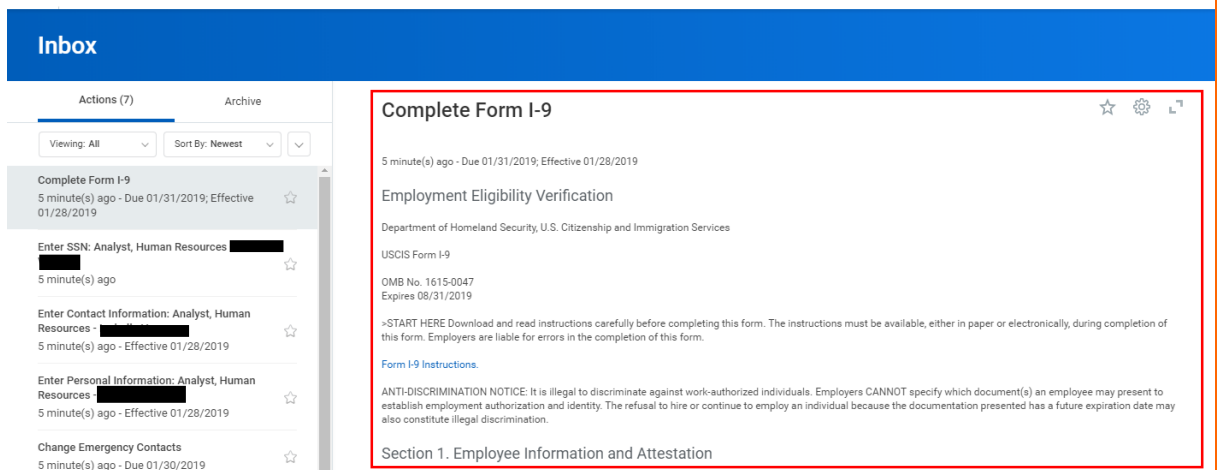 Inbox
Actions (7)
Archive
Viewing: All
Sort By: Newest
Complete Form I-9
5 minute(s) ago - Due 01/31/2019; Effective
01/28/2019
Enter SSN: Analyst, Human Resources
5 minute(s) ago
Enter Contact Information: Analyst, Human
Resources -
5 minute(s) ago - Effective 01/28/2019
Enter Personal Information: Analyst, Human
Resources -
5 minute(s) ago - Effective 01/28/2019
Change Emergency Contacts
5 minute(s) ago - Due 01/30/2019
Complete Form I-9
5 minute(s) ago - Due 01/31/2019; Effective 01/28/2019
Employment Eligibility Verification
Department of Homeland Security, U.S. Citizenship and Immigration Services
USCIS Form I-9
OMB No. 1615-0047
Expires 08/31/2019
>START HERE Download and read instructions carefully before completing this form. The instructions must be available, either in paper or electronically, during completion of
this form. Employers are liable for errors in the completion of this form.
Form I-9 Instructions.
ANTI-DISCRIMINATION NOTICE: It is illegal to discriminate against work-authorized individuals. Employers CANNOT specify which document(s) an employee may present to
establish employment authorization and identity. The refusal to hire or continue to employ an individual because the documentation presented has a future expiration date may
also constitute illegal discrimination.
Section 1. Employee Information and Attestation